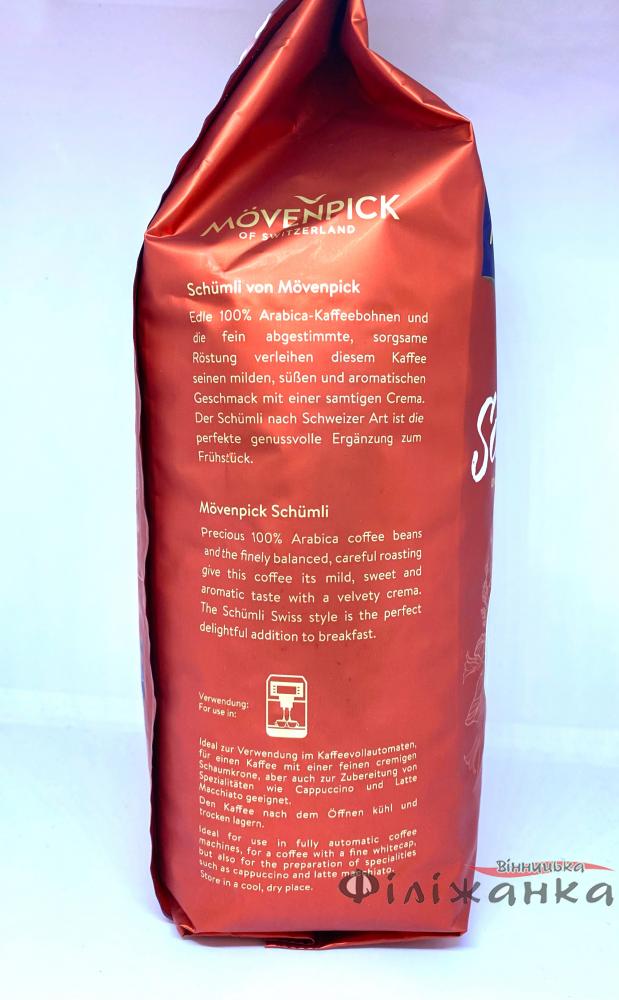 MÖVENPICK
OF SWITZERLAND
Schümli von Mövenpick
Edle 100% Arabica-Kaffeebohnen und
die fein abgestimmte, sorgsame
Röstung verleihen diesem Kaffee
seinen milden, süßen und aromatischen
Geschmack mit einer samtigen Crema.
Der Schümli nach Schweizer Art ist die
perfekte genussvolle Ergänzung zum
Frühstück.
Mövenpick Schümli
Precious 100% Arabica coffee beans
and the finely balanced, careful roasting
give this coffee its mild, sweet and
aromatic taste with a velvety crema.
The Schümli Swiss style is the perfect
delightful addition to breakfast.
Verwendung:
For use in:
Ideal zur Verwendung im Kaffeevollautomaten,
für einen Kaffee mit einer feinen cremigen
Schaumkrone, aber auch zur Zubereitung von
Spezialitäten wie Cappuccino und Latte
Macchiato geeignet.
Den Kaffee nach dem Öffnen kühl und
trocken lagern.
Ideal for use in fully automatic coffee
machines, for a coffee with a fine whitecap,
but also for the preparation of specialities
such as cappuccino and latte macchiato.
Store in a cool, dry place.
Вінницька
Філіжанка